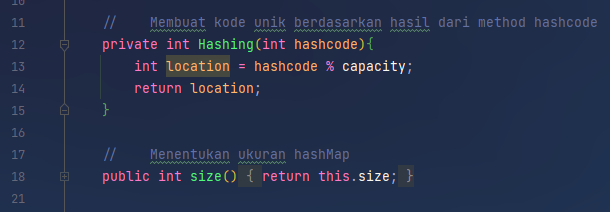 11 // Membuat kode unik berdasarkan hasil dari method hashcode
12 private int Hashing(int hashcode){
13 int location = hashcode % capacity;
14 return location;
15 }
16
17 // Menentukan ukuran hashMap
18 public int size() { return this.size; }
21